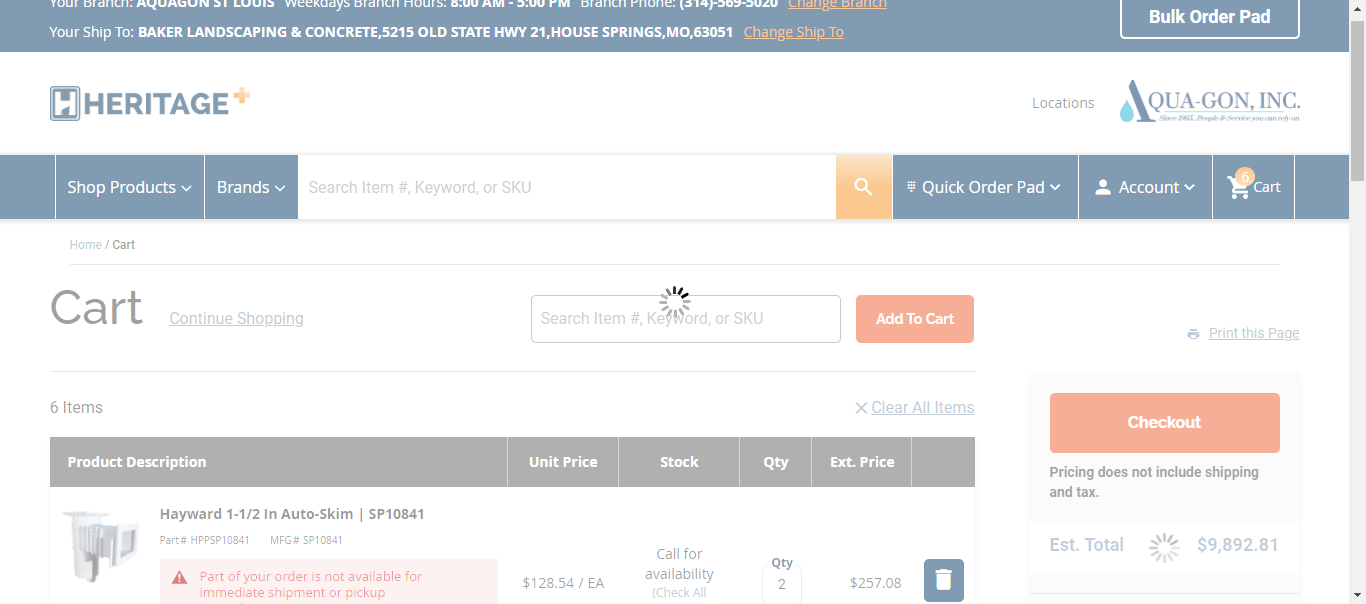 Your Branch: AQUAGON ST LOUIS Weekdays Branch Hours: 8:00 AM - 5:00 PM Branch Phone: (314)-569-5020 Change Branch
Bulk Order Pad
Your Ship To: BAKER LANDSCAPING & CONCRETE,5215 OLD STATE HWY 21,HOUSE SPRINGS,MO,63051 Change Ship To
HERITAGE+
Locations
AQUA-GON, INC.
Since 1963...People & Service you can rely on.
Shop Products
Brands
Search Item #, Keyword, or SKU
Quick Order Pad
Account
6
Cart
Home / Cart
Cart
Continue Shopping
Search Item #, Keyword, or SKU
Add To Cart
Print this Page
6 Items
Clear All Items
Checkout
Pricing does not include shipping
and tax.
Est. Total $9,892.81
Product Description Unit Price Stock Qty Ext. Price
Hayward 1-1/2 In Auto-Skim | SP10841
Part# HPPSP10841 MFG# SP10841
Part of your order is not available for
immediate shipment or pickup
$128.54 / EA
Call for
availability
(Check All
Qty
2
$257.08